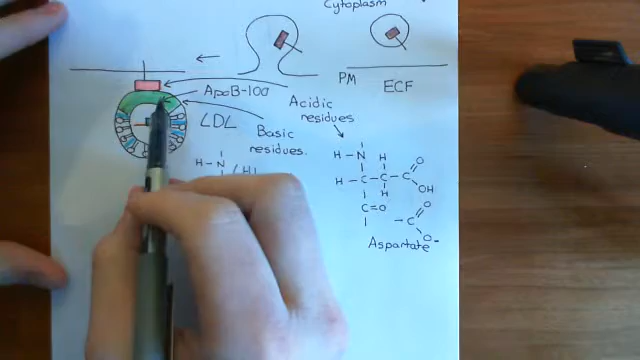 Cytoplasm
PM
ECF
ApoB-100
LDL
Acidic
residues
Basic
residues.
H-N
H-N H O
H-C-C-C
H OH
C=O O
-C
O-
Aspartate